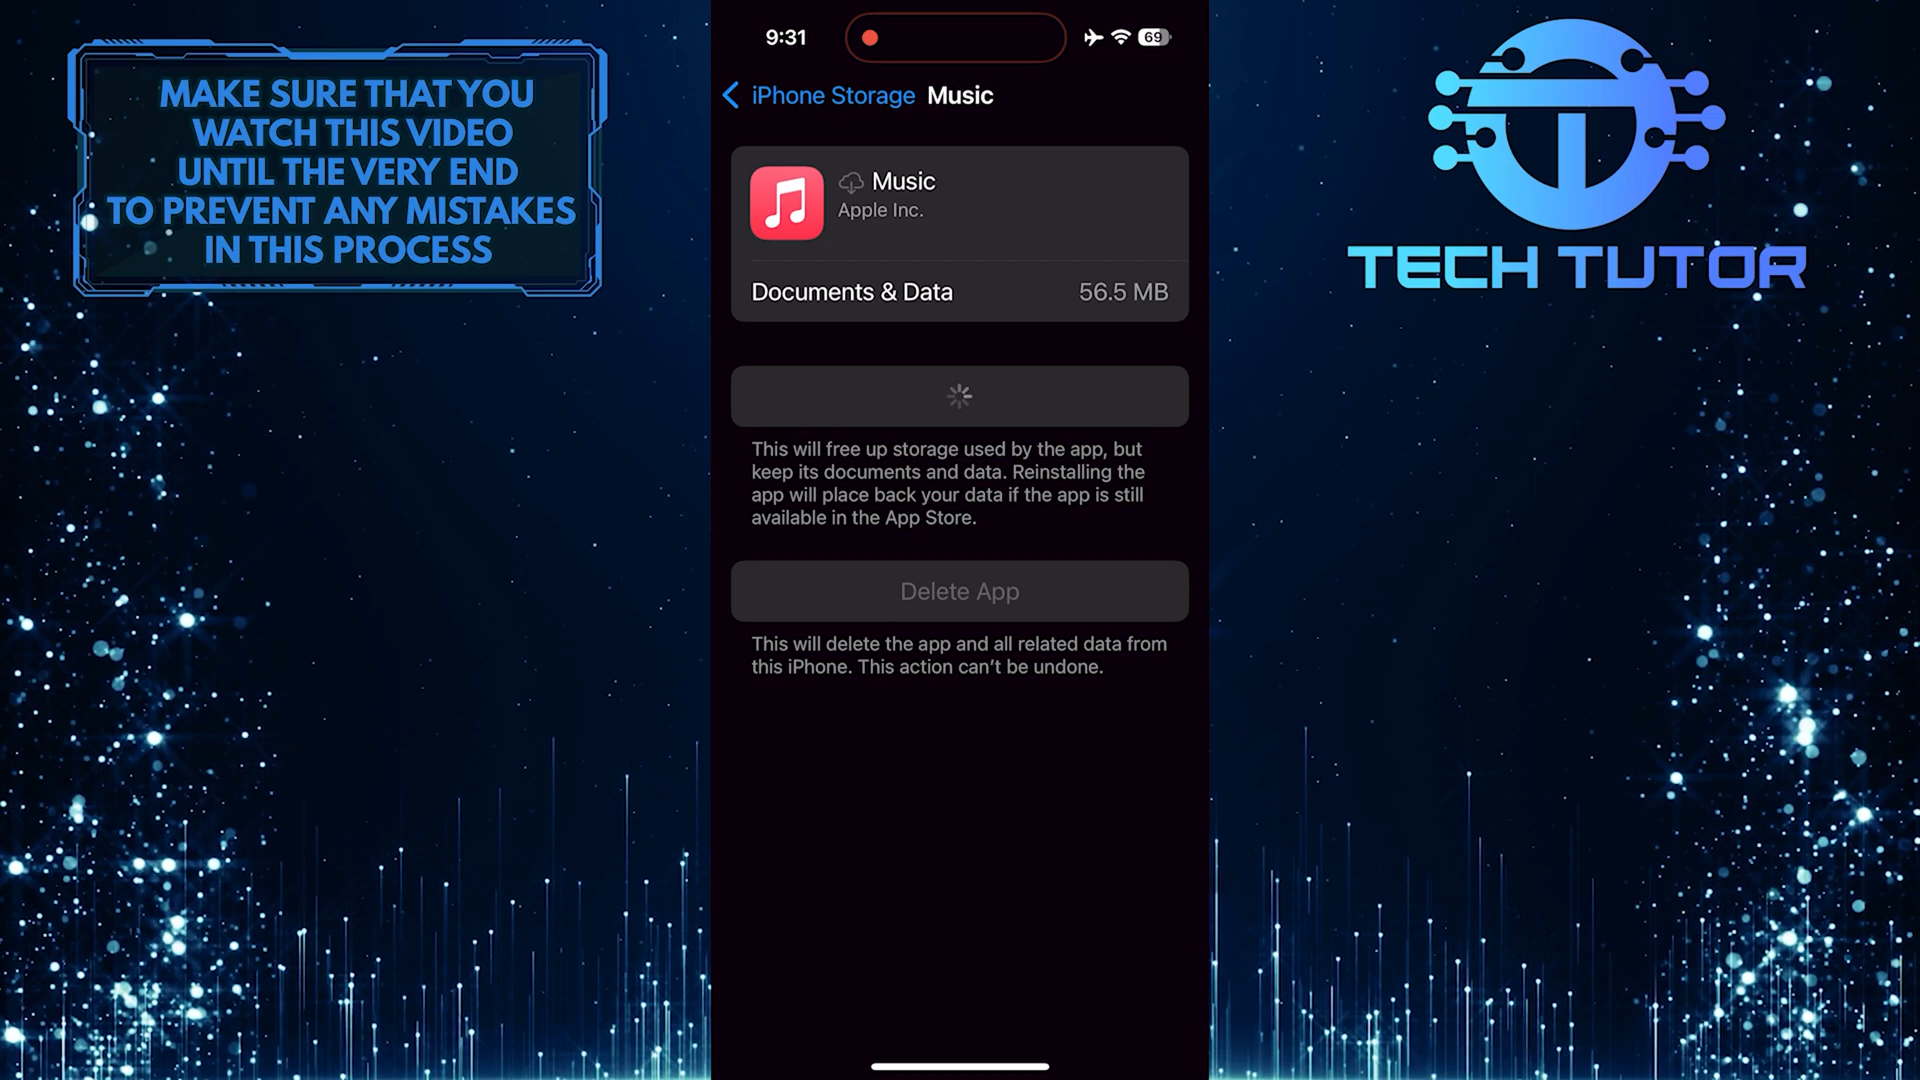 MAKE SURE THAT YOU
WATCH THIS VIDEO
UNTIL THE VERY END
TO PREVENT ANY MISTAKES
IN THIS PROCESS
9:31
69
iPhone Storage Music
Music
Apple Inc.
Documents & Data 56.5 MB
This will free up storage used by the app, but
keep its documents and data. Reinstalling the
app will place back your data if the app is still
available in the App Store.
Delete App
This will delete the app and all related data from
this iPhone. This action can’t be undone.
TECH TUTOR